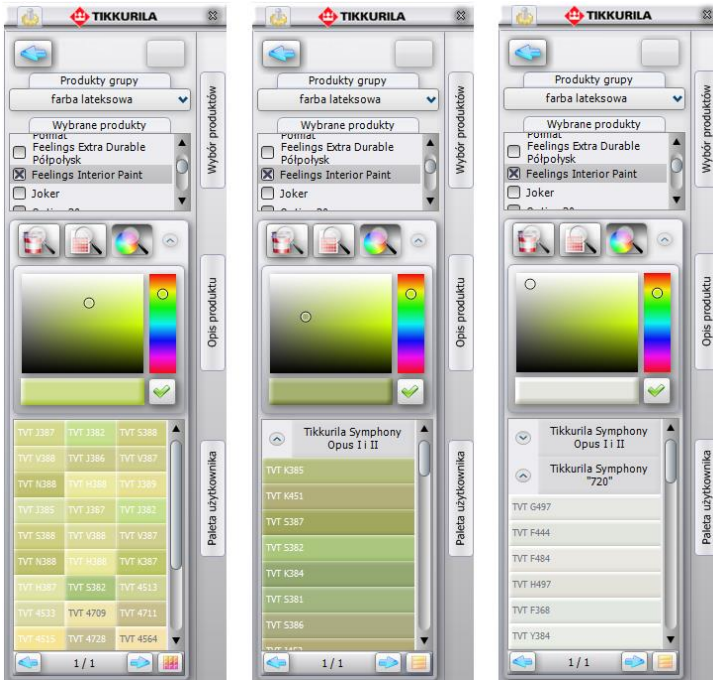 TIKKURILA
Produkty grupy
farba lateksowa
Wybrane produkty
Półmat
Feelings Extra Durable
Półpołysk
Feelings Interior Paint
Joker
TVT J387 TVT J382 TVT S388
TVT V388 TVT J386 TVT V387
TVT N388 TVT H388 TVT J389
TVT J385 TVT J387 TVT J382
TVT S388 TVT V388 TVT V387
TVT N388 TVT H388 TVT K387
TVT H387 TVT S382 TVT 4513
TVT 4533 TVT 4709 TVT 4711
TVT 4515 TVT 4728 TVT 4564
1/1
Wybór produktów
Opis produktu
Paleta użytkownika
TIKKURILA
Produkty grupy
farba lateksowa
Wybrane produkty
Półmat
Feelings Extra Durable
Półpołysk
Feelings Interior Paint
Joker
Tikkurila Symphony
Opus I i II
TVT K385
TVT K451
TVT S387
TVT S382
TVT K384
TVT S381
TVT S386
1/1
Wybór produktów
Opis produktu
Paleta użytkownika
TIKKURILA
Produkty grupy
farba lateksowa
Wybrane produkty
Półmat
Feelings Extra Durable
Półpołysk
Feelings Interior Paint
Joker
Tikkurila Symphony
Opus I i II
Tikkurila Symphony
"720"
TVT G497
TVT F444
TVT F484
TVT H497
TVT F368
TVT Y384
1/1
Wybór produktów
Opis produktu
Paleta użytkownika